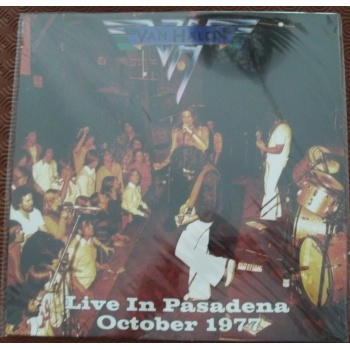 VAN HALEN
Live In Pasadena
October 1977